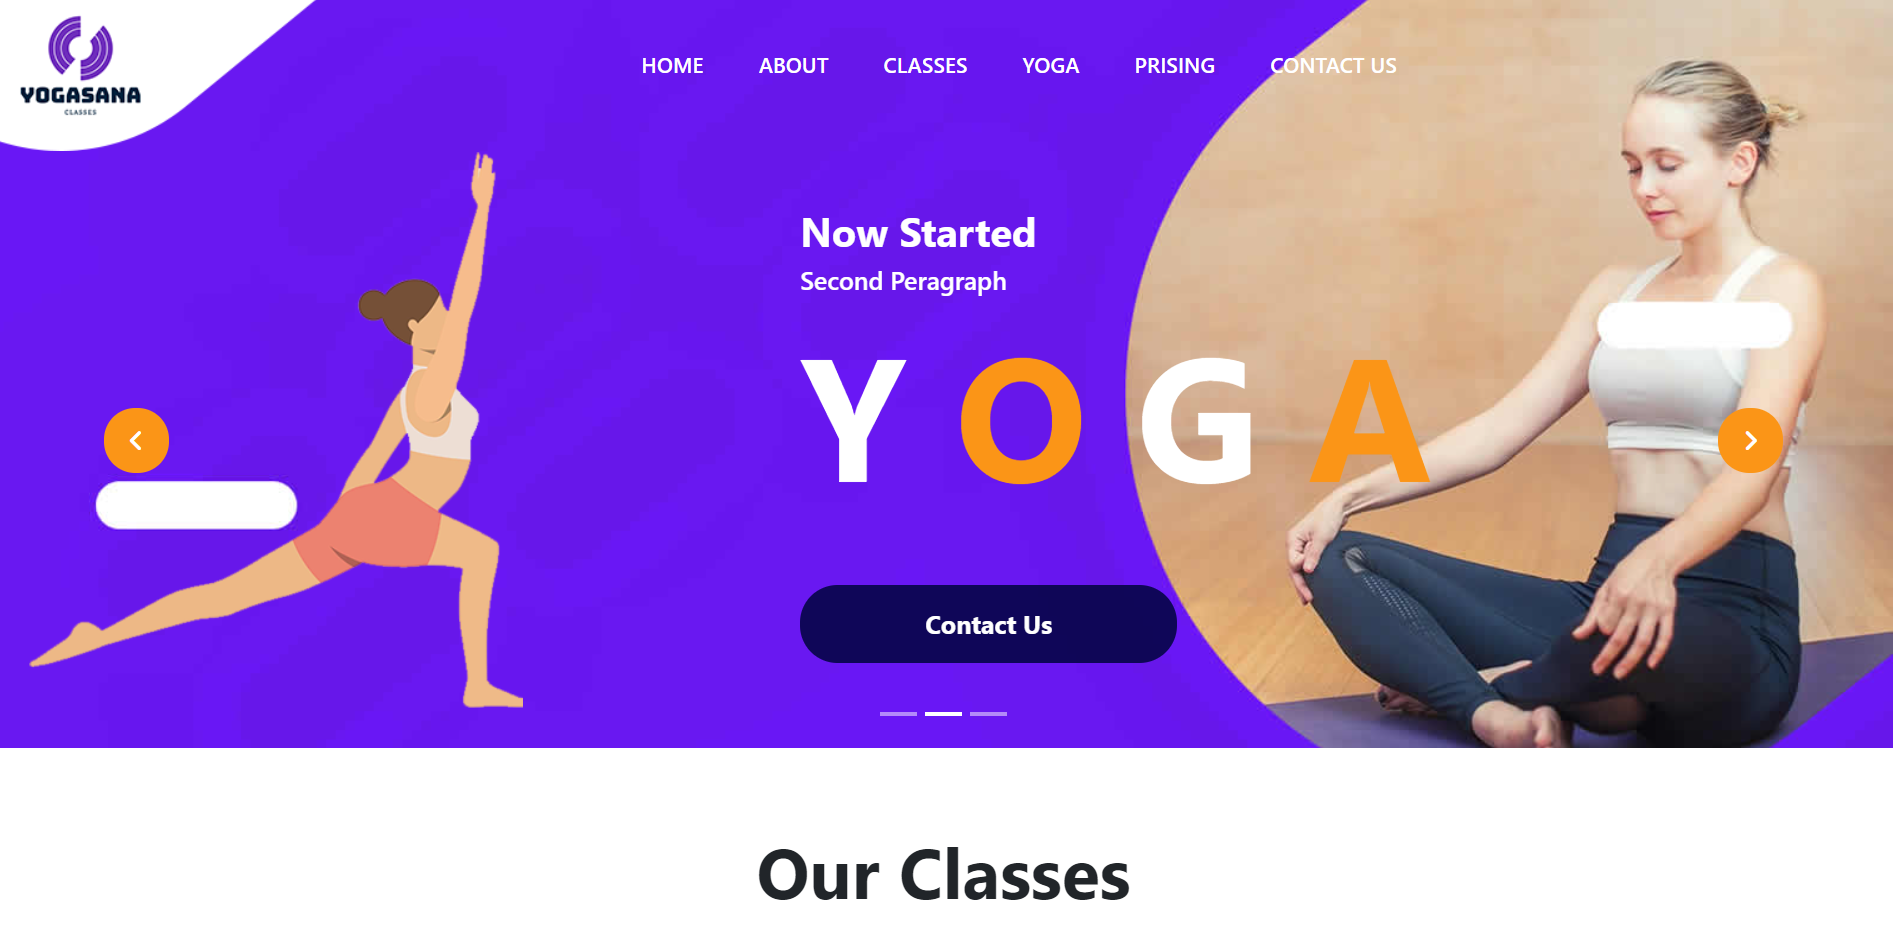 YOGASANA
CLASSES
HOME ABOUT CLASSES YOGA PRISING CONTACT US
Now Started
Second Peragraph
YOGA
Contact Us
Our Classes